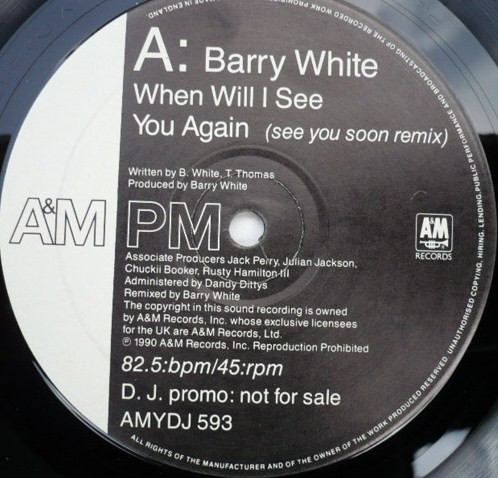 A: Barry White
When Will I See
You Again (see you soon remix)
Written by B. White, T. Thomas
Produced by Barry White
A&M PM
A&M
RECORDS
Associate Producers Jack Perry, Julian Jackson,
Chuckii Booker, Rusty Hamilton III
Administered by Dandy Dittys
Remixed by Barry White
The copyright in this sound recording is owned
by A&M Records, Inc. whose exclusive licensees
for the UK are A&M Records, Ltd.
℗ 1990 A&M Records, Inc. Reproduction Prohibited
82.5:bpm/45:rpm
D. J. promo: not for sale
AMYDJ 593
ALL RIGHTS OF THE MANUFACTURER AND OF THE OWNER OF THE WORK PRODUCED RESERVED. UNAUTHORISED COPYING, HIRING, LENDING, PUBLIC PERFORMANCE AND BROADCASTING OF THE RECORDED WORK PROHIBITED
MADE IN ENGLAND